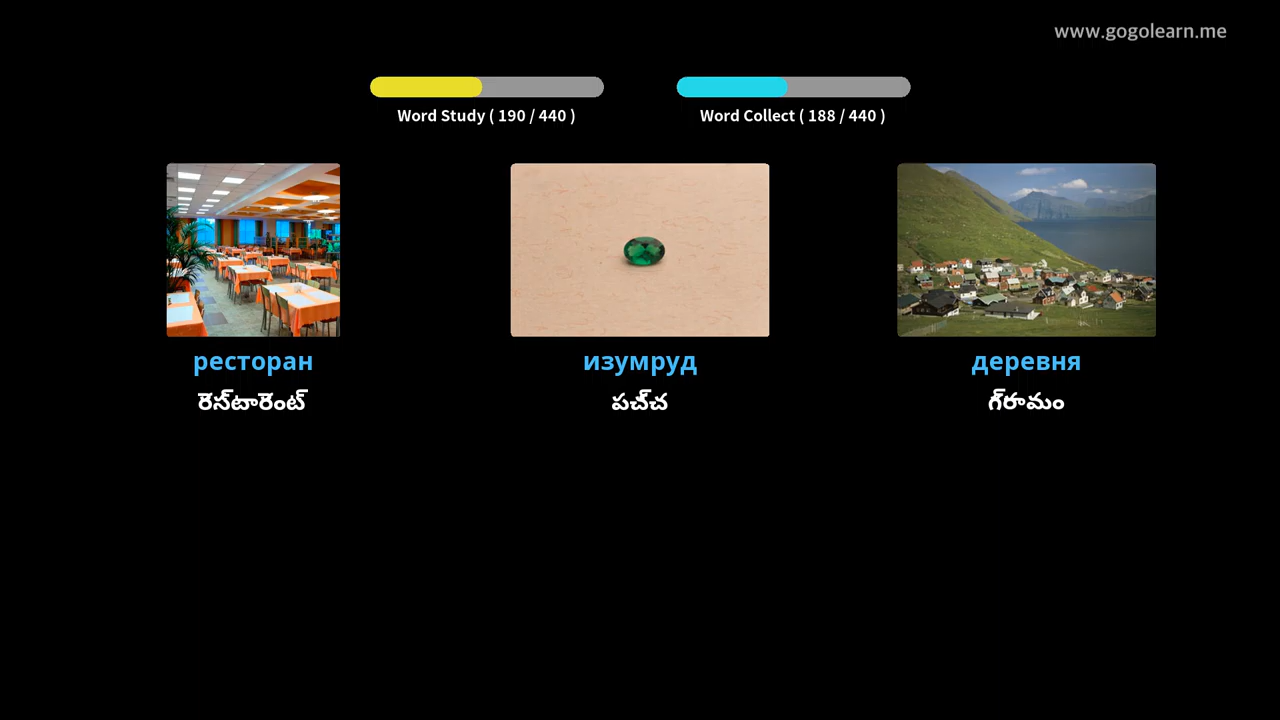 www.gogolearn.me
Word Study ( 190 / 440 )
Word Collect ( 188 / 440 )
ресторан
изумруд
деревня
రెస్టారెంట్
పచ్చ
గ్రామం